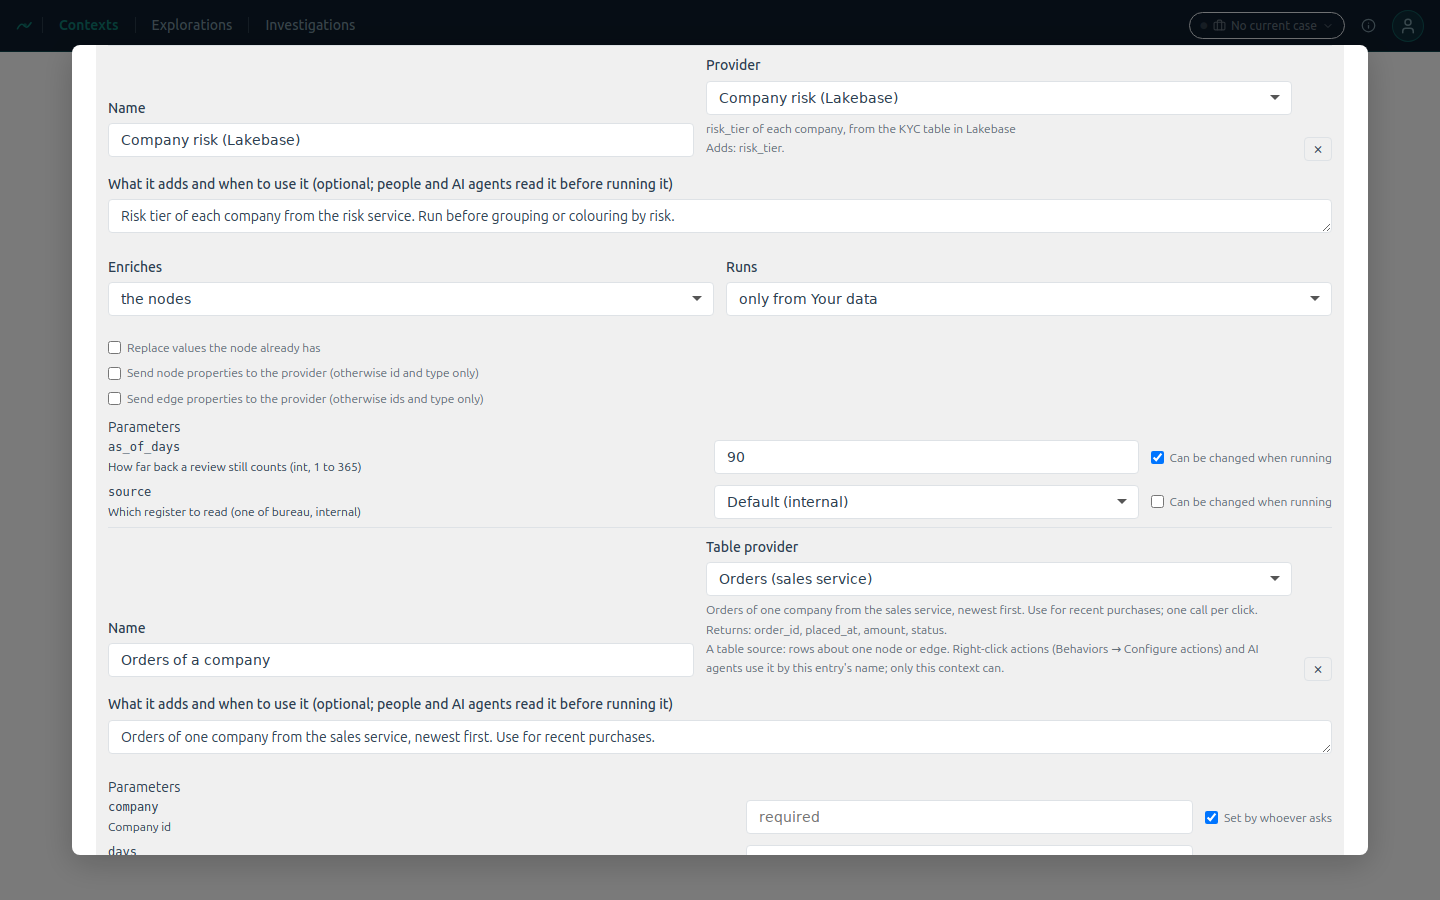 Contexts
Explorations
Investigations
No current case
Provider
Company risk (Lakebase)
risk_tier of each company, from the KYC table in Lakebase
Adds: risk_tier.
Name
Company risk (Lakebase)
×
What it adds and when to use it (optional; people and AI agents read it before running it)
Risk tier of each company from the risk service. Run before grouping or colouring by risk.
Enriches
Runs
the nodes
only from Your data
Replace values the node already has
Send node properties to the provider (otherwise id and type only)
Send edge properties to the provider (otherwise ids and type only)
Parameters
as_of_days
How far back a review still counts (int, 1 to 365)
90
Can be changed when running
source
Which register to read (one of bureau, internal)
Default (internal)
Can be changed when running
Table provider
Orders (sales service)
Orders of one company from the sales service, newest first. Use for recent purchases; one call per click.
Returns: order_id, placed_at, amount, status.
A table source: rows about one node or edge. Right-click actions (Behaviors → Configure actions) and AI
agents use it by this entry's name; only this context can.
Name
Orders of a company
×
What it adds and when to use it (optional; people and AI agents read it before running it)
Orders of one company from the sales service, newest first. Use for recent purchases.
Parameters
company
Company id
required
Set by whoever asks
days